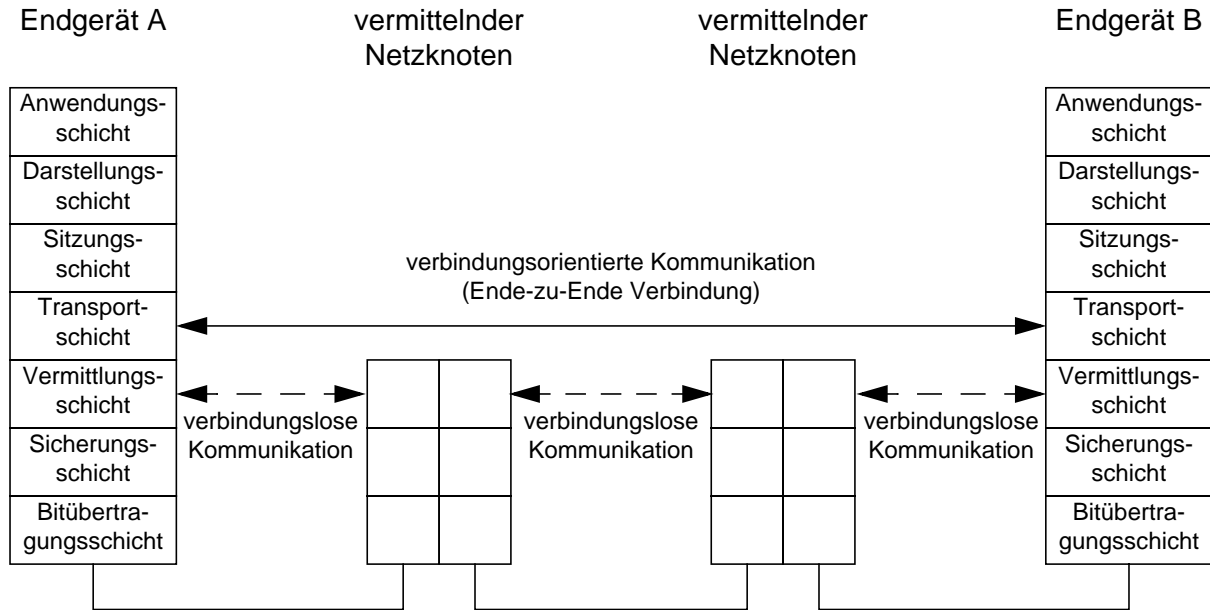 Endgerät A
vermittelnder
Netzknoten
vermittelnder
Netzknoten
Endgerät B
Anwendungs-
schicht
Darstellungs-
schicht
Sitzungs-
schicht
Transport-
schicht
Vermittlungs-
schicht
Sicherungs-
schicht
Bitübertra-
gungsschicht
verbindungsorientierte Kommunikation
(Ende-zu-Ende Verbindung)
verbindungslose
Kommunikation
verbindungslose
Kommunikation
verbindungslose
Kommunikation
Anwendungs-
schicht
Darstellungs-
schicht
Sitzungs-
schicht
Transport-
schicht
Vermittlungs-
schicht
Sicherungs-
schicht
Bitübertra-
gungsschicht